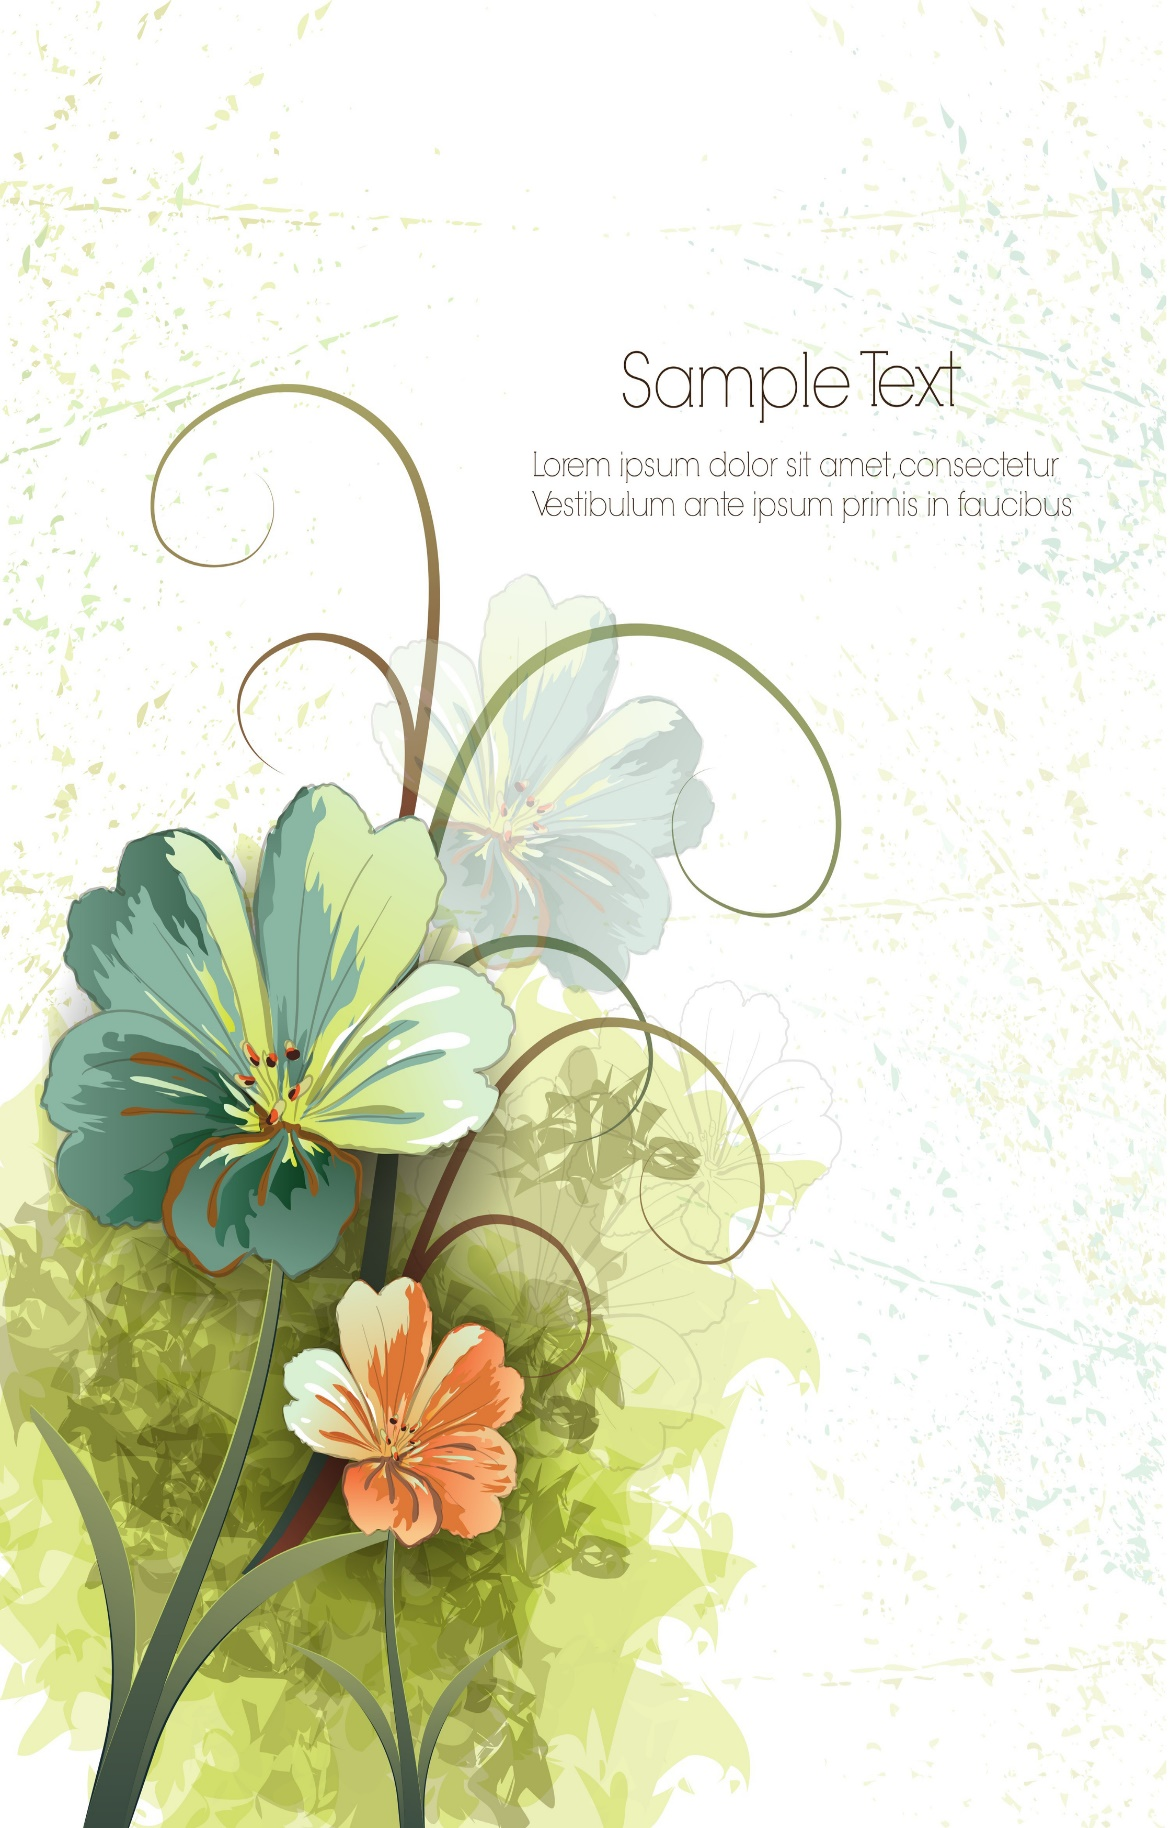 Sample Text
Lorem ipsum dolor sit amet,consectetur
Vestibulum ante ipsum primis in faucibus